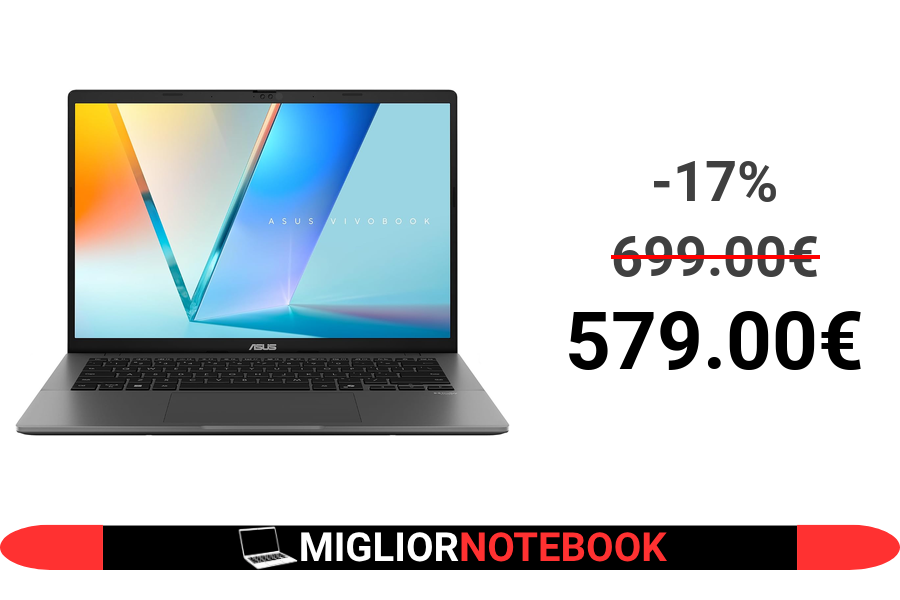 -17%
699.00€
579.00€
ASUS VIVOBOOK
ASUS
MIGLIORNOTEBOOK